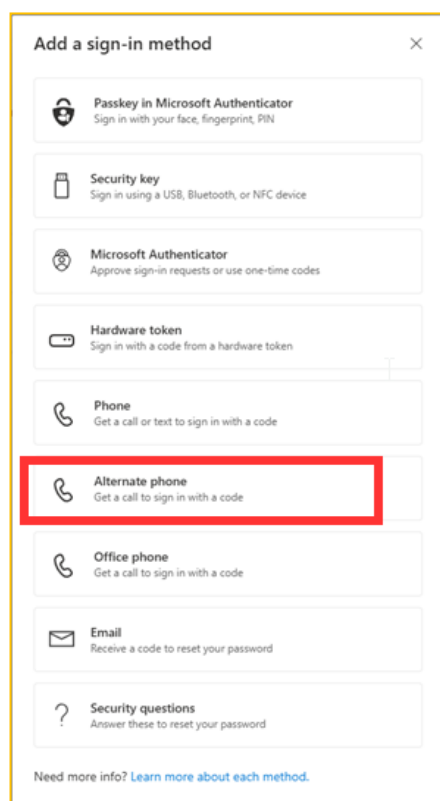 Add a sign-in method
Passkey in Microsoft Authenticator
Sign in with your face, fingerprint, PIN
Security key
Sign in using a USB, Bluetooth, or NFC device
Microsoft Authenticator
Approve sign-in requests or use one-time codes
Hardware token
Sign in with a code from a hardware token
Phone
Get a call or text to sign in with a code
Alternate phone
Get a call to sign in with a code
Office phone
Get a call to sign in with a code
Email
Receive a code to reset your password
Security questions
Answer these to reset your password
Need more info? Learn more about each method.